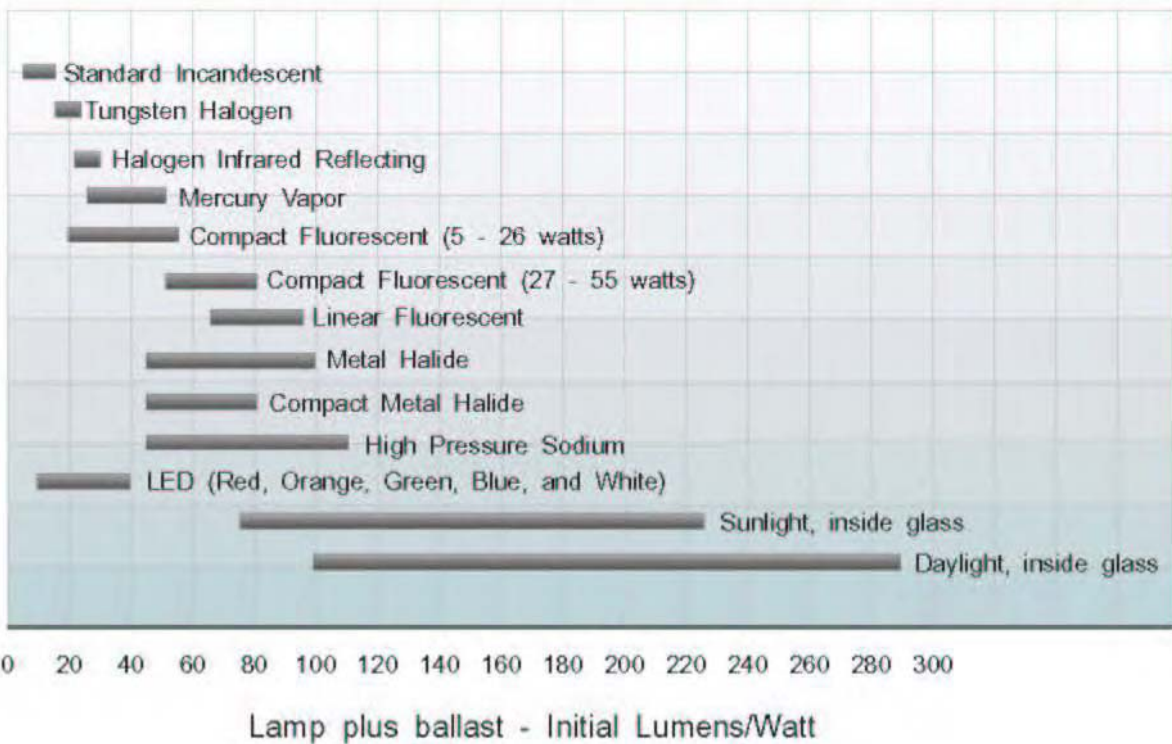 Standard Incandescent
Tungsten Halogen
Halogen Infrared Reflecting
Mercury Vapor
Compact Fluorescent (5 - 26 watts)
Compact Fluorescent (27 - 55 watts)
Linear Fluorescent
Metal Halide
Compact Metal Halide
High Pressure Sodium
LED (Red, Orange, Green, Blue, and White)
Sunlight, inside glass
Daylight, inside glass
0 20 40 60 80 100 120 140 160 180 200 220 240 260 280 300
Lamp plus ballast - Initial Lumens/Watt